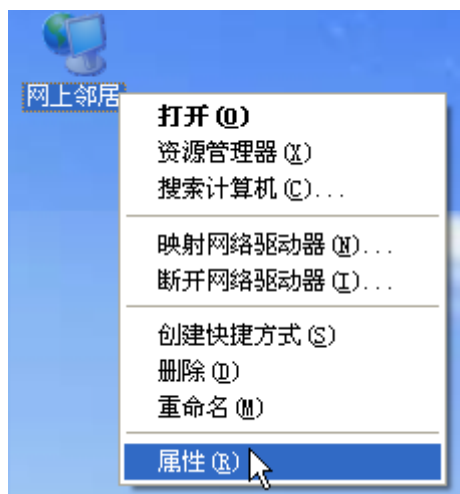 网上邻居
打开(O)
资源管理器(X)
搜索计算机(C)...
映射网络驱动器(N)...
断开网络驱动器(I)...
创建快捷方式(S)
删除(D)
重命名(M)
属性(R)